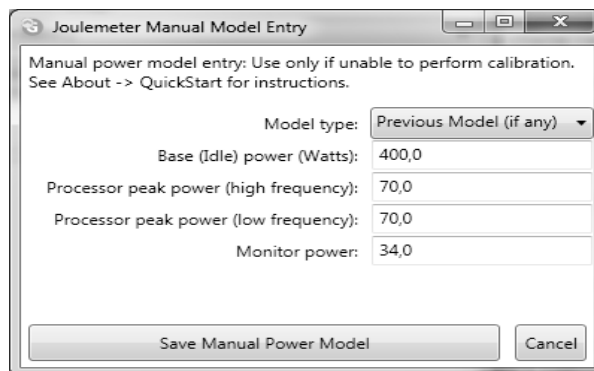 Joulemeter Manual Model Entry
Manual power model entry: Use only if unable to perform calibration.
See About -> QuickStart for instructions.
Model type: Previous Model (if any)
Base (Idle) power (Watts): 400,0
Processor peak power (high frequency): 70,0
Processor peak power (low frequency): 70,0
Monitor power: 34,0
Save Manual Power Model Cancel